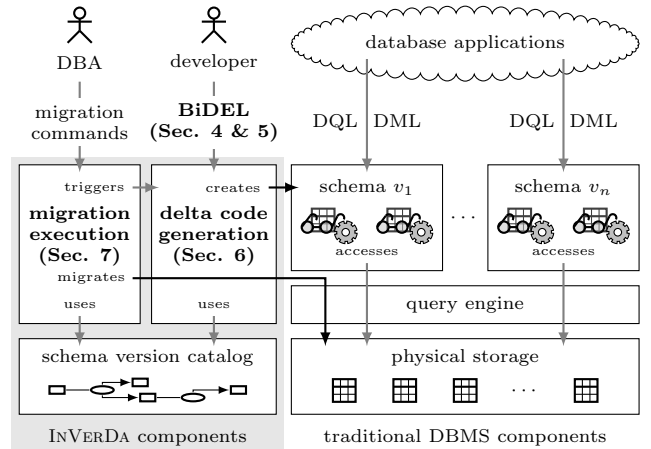 DBA
developer
database applications
migration
commands
BiDEL
(Sec. 4 & 5)
DQL DML
DQL DML
triggers
migration
execution
(Sec. 7)
migrates
uses
creates
delta code
generation
(Sec. 6)
uses
schema v1
accesses
...
schema vn
accesses
query engine
schema version catalog
physical storage
...
InVerDa components
traditional DBMS components